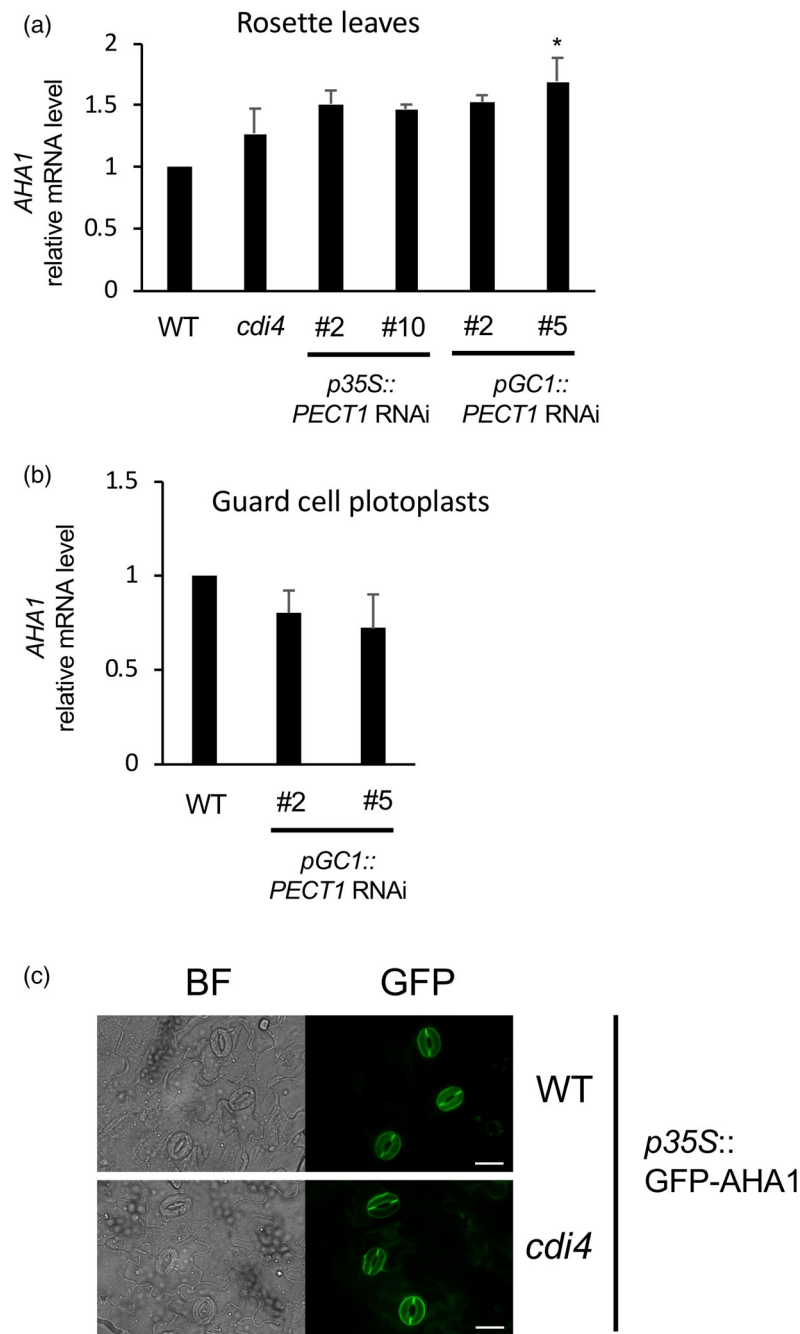 (a)
Rosette leaves
AHA1
relative mRNA level
2
1.5
1
0.5
0
*
WT
cdi4
#2
#10
#2
#5
p35S::
PECT1 RNAi
pGC1::
PECT1 RNAi
(b)
Guard cell plotoplasts
AHA1
relative mRNA level
1.5
1
0.5
0
WT
#2
#5
pGC1::
PECT1 RNAi
(c)
BF
GFP
WT
cdi4
p35S::
GFP-AHA1